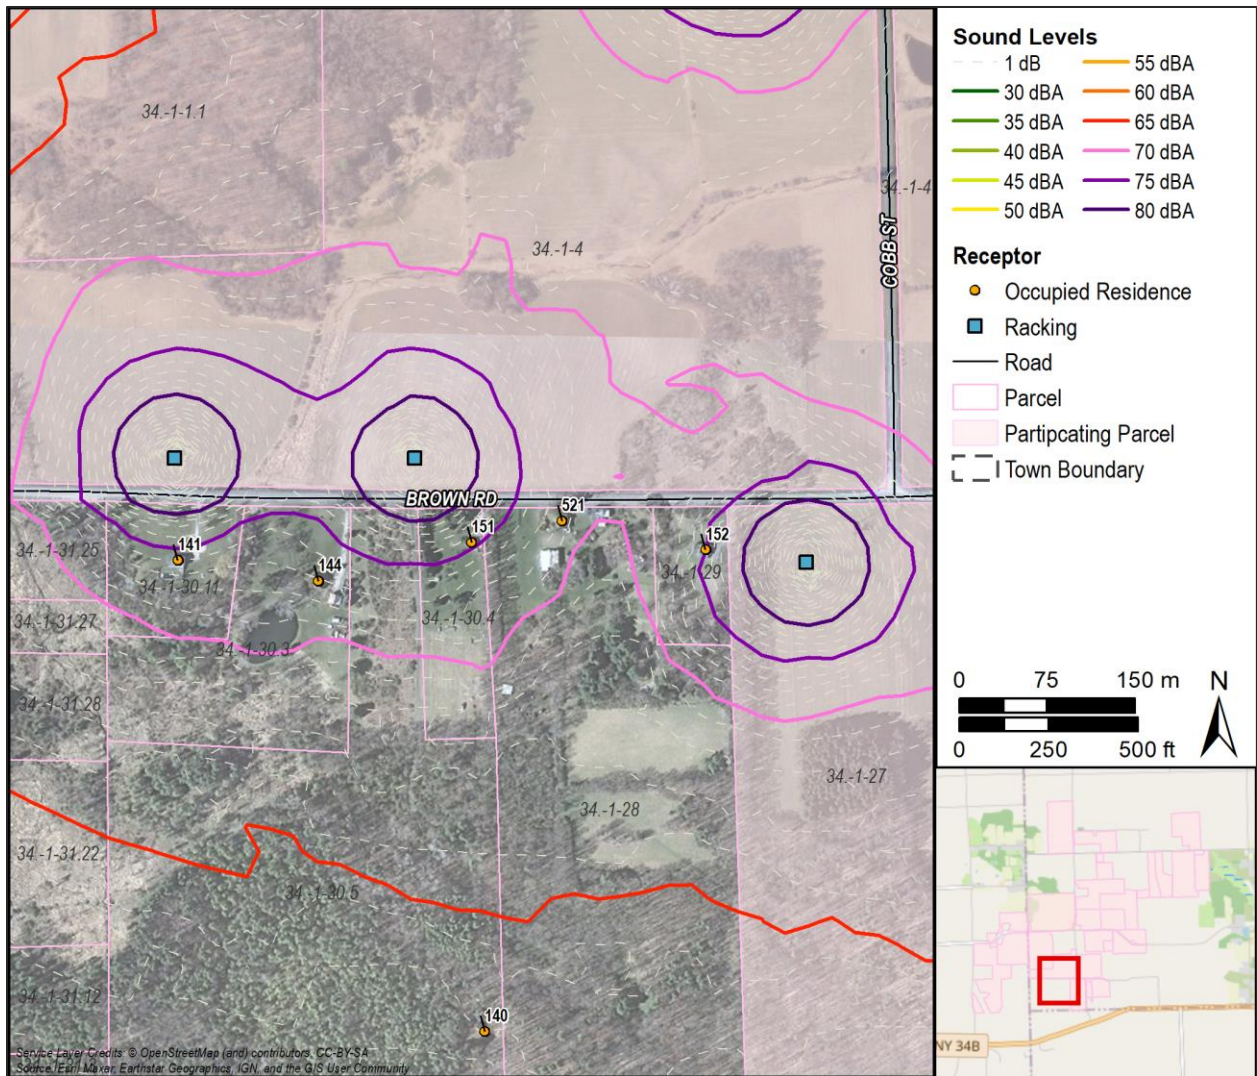 34.-1-1.1
34.-1-4
34.-1-4
COBB ST
BROWN RD
521
151
152
141
144
34.-1-31.25
34.-1-30.11
34.-1-29
34.-1-31.27
34.-1-30.4
34.-1-30.3
34.-1-31.28
34.-1-27
34.-1-28
34.-1-31.22
34.-1-30.5
34.-1-31.12
140
Service Layer Credits: © OpenStreetMap (and) contributors, CC-BY-SA
Source: Esri, Maxar, Earthstar Geographics, IGN, and the GIS User Community
Sound Levels
1 dB
30 dBA
35 dBA
40 dBA
45 dBA
50 dBA
55 dBA
60 dBA
65 dBA
70 dBA
75 dBA
80 dBA
Receptor
Occupied Residence
Racking
Road
Parcel
Partipcating Parcel
Town Boundary
0 75 150 m
N
0 250 500 ft
NY 34B